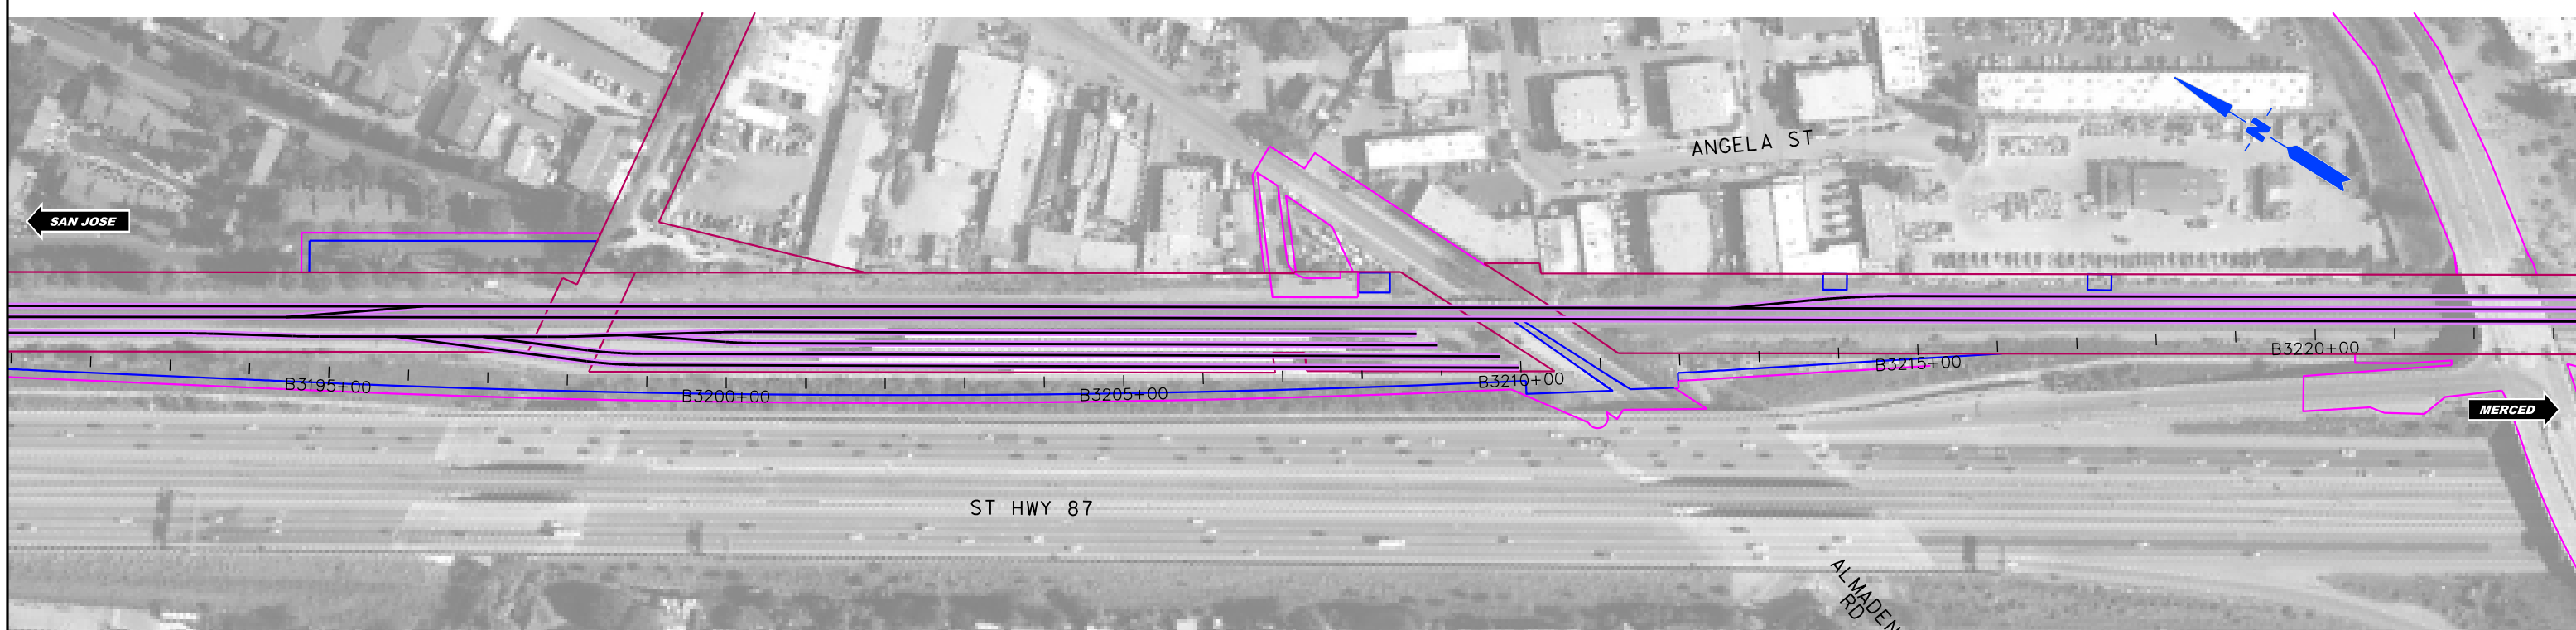 ANGELA ST
N
SAN JOSE
B3220+00
B3215+00
B3210+00
B3195+00
B3200+00
B3205+00
MERCED
ST HWY 87
ALMADEN
RD